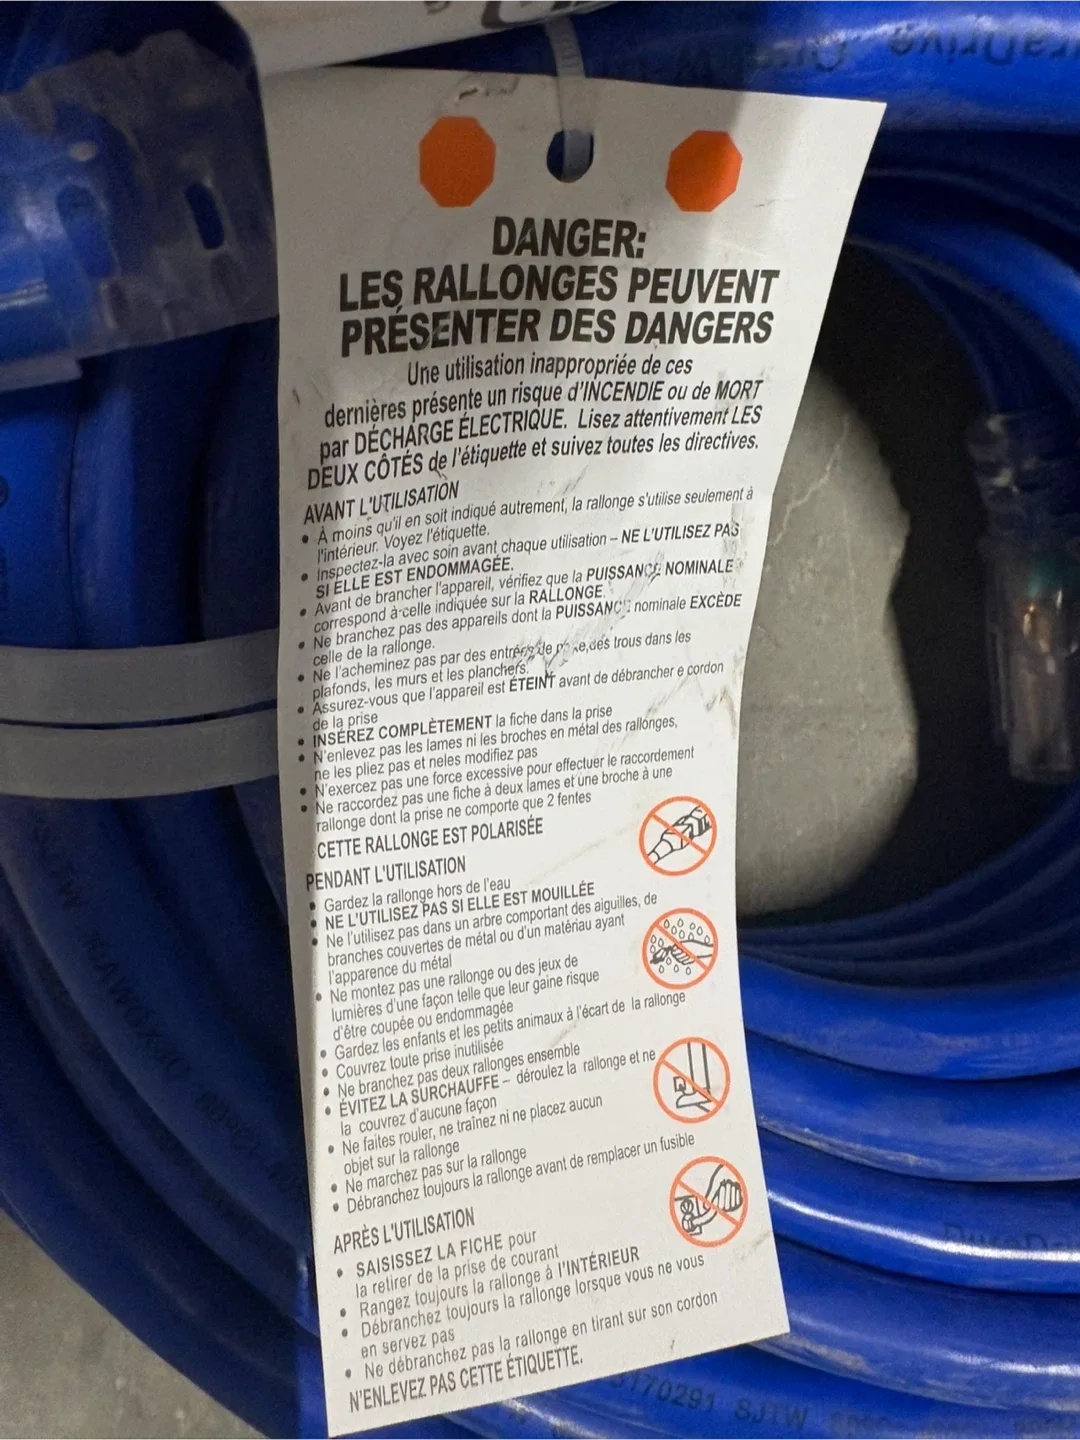 DuraDrive
DANGER:
LES RALLONGES PEUVENT
PRÉSENTER DES DANGERS
Une utilisation inappropriée de ces
dernières présente un risque d'INCENDIE ou de MORT
par DÉCHARGE ÉLECTRIQUE. Lisez attentivement LES
DEUX CÔTÉS de l'étiquette et suivez toutes les directives.
AVANT L'UTILISATION
• À moins qu'il en soit indiqué autrement, la rallonge s'utilise seulement à
l'intérieur. Voyez l'étiquette.
• Inspectez-la avec soin avant chaque utilisation – NE L'UTILISEZ PAS
SI ELLE EST ENDOMMAGÉE.
• Avant de brancher l'appareil, vérifiez que la PUISSANCE NOMINALE
correspond à celle indiquée sur la RALLONGE.
• Ne branchez pas des appareils dont la PUISSANCE nominale EXCÈDE
celle de la rallonge.
• Ne l'acheminez pas par des entrées de des trous dans les
plafonds, les murs et les planchers.
• Assurez-vous que l'appareil est ÉTEINT avant de débrancher e cordon
de la prise
• INSÉREZ COMPLÈTEMENT la fiche dans la prise
• N'enlevez pas les lames ni les broches en métal des rallonges,
ne les pliez pas et neles modifiez pas
• N'exercez pas une force excessive pour effectuer le raccordement
• Ne raccordez pas une fiche à deux lames et une broche à une
rallonge dont la prise ne comporte que 2 fentes
CETTE RALLONGE EST POLARISÉE
PENDANT L'UTILISATION
• Gardez la rallonge hors de l'eau
• NE L'UTILISEZ PAS SI ELLE EST MOUILLÉE
• Ne l'utilisez pas dans un arbre comportant des aiguilles, de
branches couvertes de métal ou d'un matériau ayant
l'apparence du métal
• Ne montez pas une rallonge ou des jeux de
lumières d'une façon telle que leur gaine risque
d'être coupée ou endommagée
• Gardez les enfants et les petits animaux à l'écart de la rallonge
• Couvrez toute prise inutilisée
• Ne branchez pas deux rallonges ensemble
• ÉVITEZ LA SURCHAUFFE – déroulez la rallonge et ne
la couvrez d'aucune façon
• Ne faites rouler, ne traînez ni ne placez aucun
objet sur la rallonge
• Ne marchez pas sur la rallonge
• Débranchez toujours la rallonge avant de remplacer un fusible
APRÈS L'UTILISATION
• SAISISSEZ LA FICHE pour
la retirer de la prise de courant
• Rangez toujours la rallonge à l'INTÉRIEUR
• Débranchez toujours la rallonge lorsque vous ne vous
en servez pas
• Ne débranchez pas la rallonge en tirant sur son cordon
N'ENLEVEZ PAS CETTE ÉTIQUETTE.
5170291 SJTW